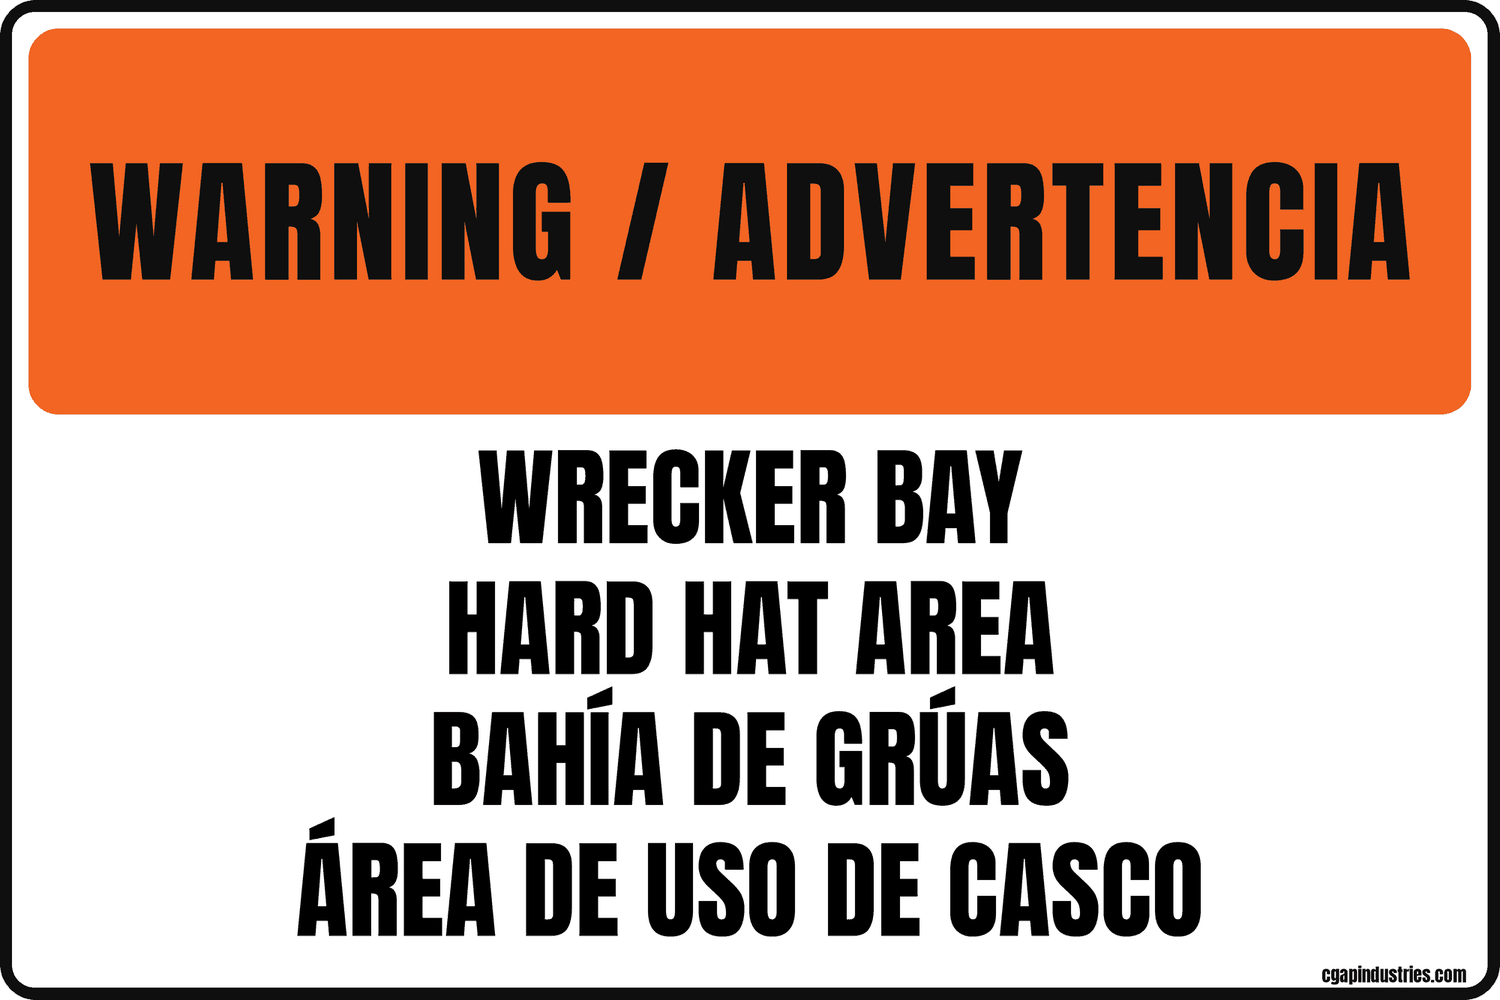 WARNING / ADVERTENCIA
WRECKER BAY
HARD HAT AREA
BAHÍA DE GRÚAS
ÁREA DE USO DE CASCO
cgapindustries.com